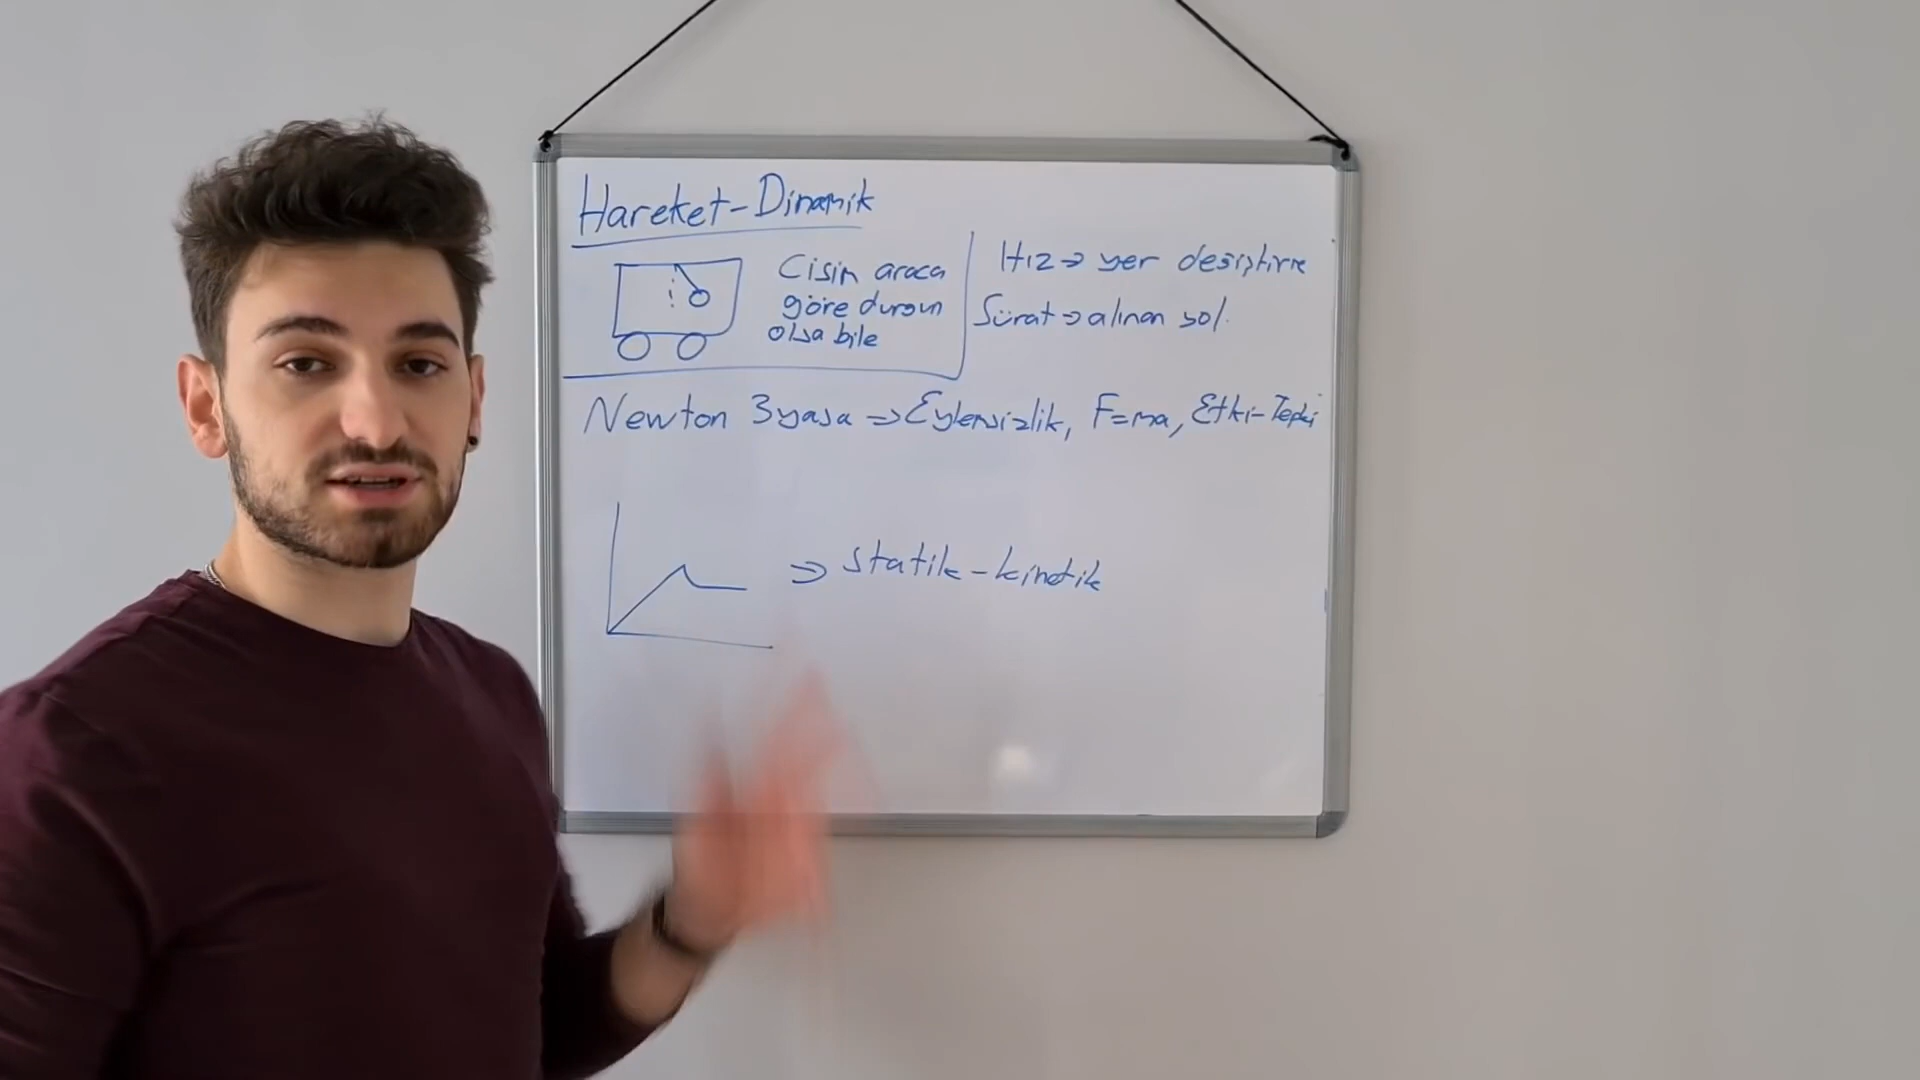 Hareket-Dinamik
Cisim araca
göre durgun
olsa bile
Hız → yer değiştirme
Sürat → alınan yol.
Newton 3 yasa ⇒ Eylemsizlik, F=ma, Etki-Tepki
⇒ statik-kinetik